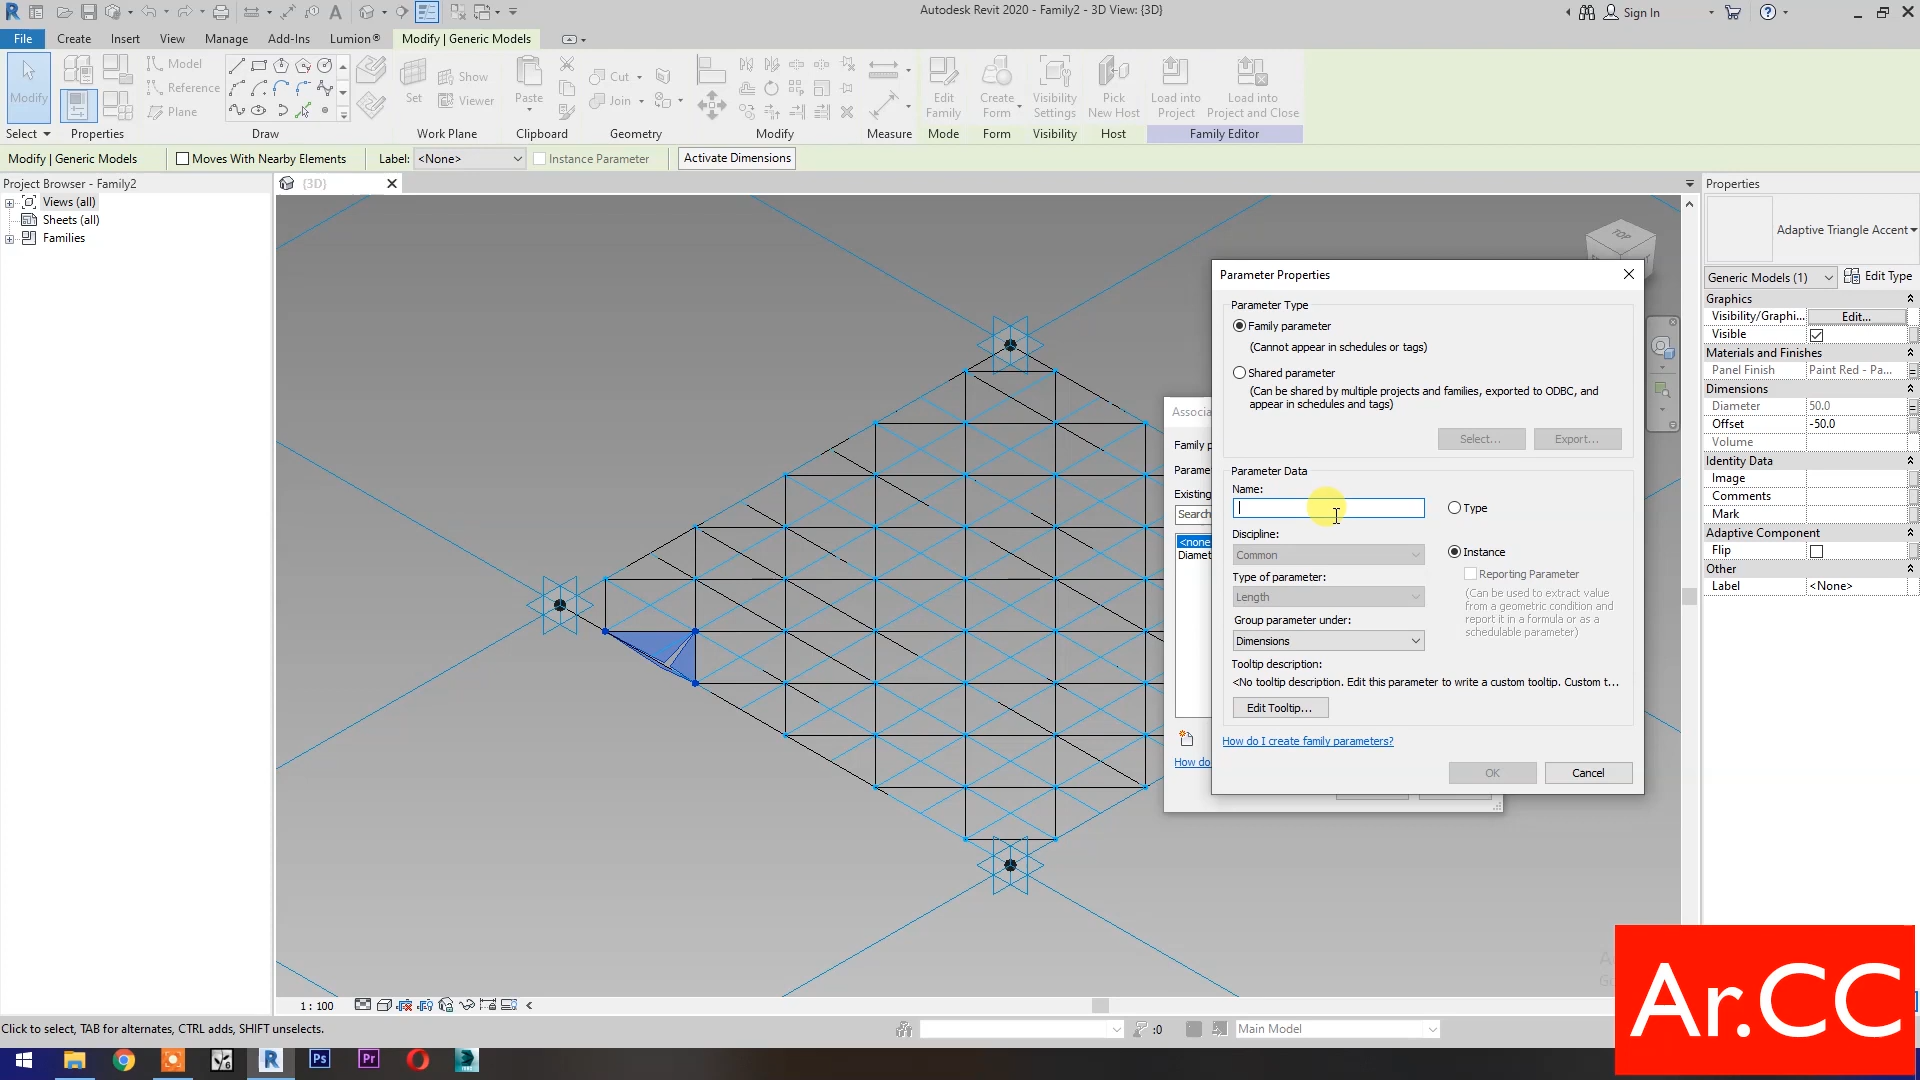 Autodesk Revit 2020 - Family2 - 3D View: {3D}
Sign In
File
Create
Insert
View
Manage
Add-Ins
Lumion®
Modify | Generic Models
Modify
Model
Reference
Plane
Set
Show
Viewer
Paste
Cut
Join
Edit
Family
Create
Form
Visibility
Settings
Pick
New Host
Load into
Project
Load into
Project and Close
Select
Properties
Draw
Work Plane
Clipboard
Geometry
Modify
Measure
Mode
Form
Visibility
Host
Family Editor
Modify | Generic Models
Moves With Nearby Elements
Label:
<None>
Instance Parameter
Activate Dimensions
Project Browser - Family2
Views (all)
Sheets (all)
Families
{3D}
TOP
Associa
Family p
Parame
Existing
Search
<none
Diamet
How do
Parameter Properties
Parameter Type
Family parameter
(Cannot appear in schedules or tags)
Shared parameter
(Can be shared by multiple projects and families, exported to ODBC, and
appear in schedules and tags)
Select...
Export...
Parameter Data
Name:
Type
Discipline:
Common
Instance
Type of parameter:
Reporting Parameter
Length
(Can be used to extract value
from a geometric condition and
report it in a formula or as a
schedulable parameter)
Group parameter under:
Dimensions
Tooltip description:
<No tooltip description. Edit this parameter to write a custom tooltip. Custom t...
Edit Tooltip...
How do I create family parameters?
OK
Cancel
Properties
Adaptive Triangle Accent
Generic Models (1)
Edit Type
Graphics
Visibility/Graphi...
Edit...
Visible
Materials and Finishes
Panel Finish
Paint Red - Pa...
Dimensions
Diameter
50.0
Offset
-50.0
Volume
Identity Data
Image
Comments
Mark
Adaptive Component
Flip
Other
Label
<None>
1 : 100
Click to select, TAB for alternates, CTRL adds, SHIFT unselects.
:0
Main Model
R
Ps
Pr
Ar.CC